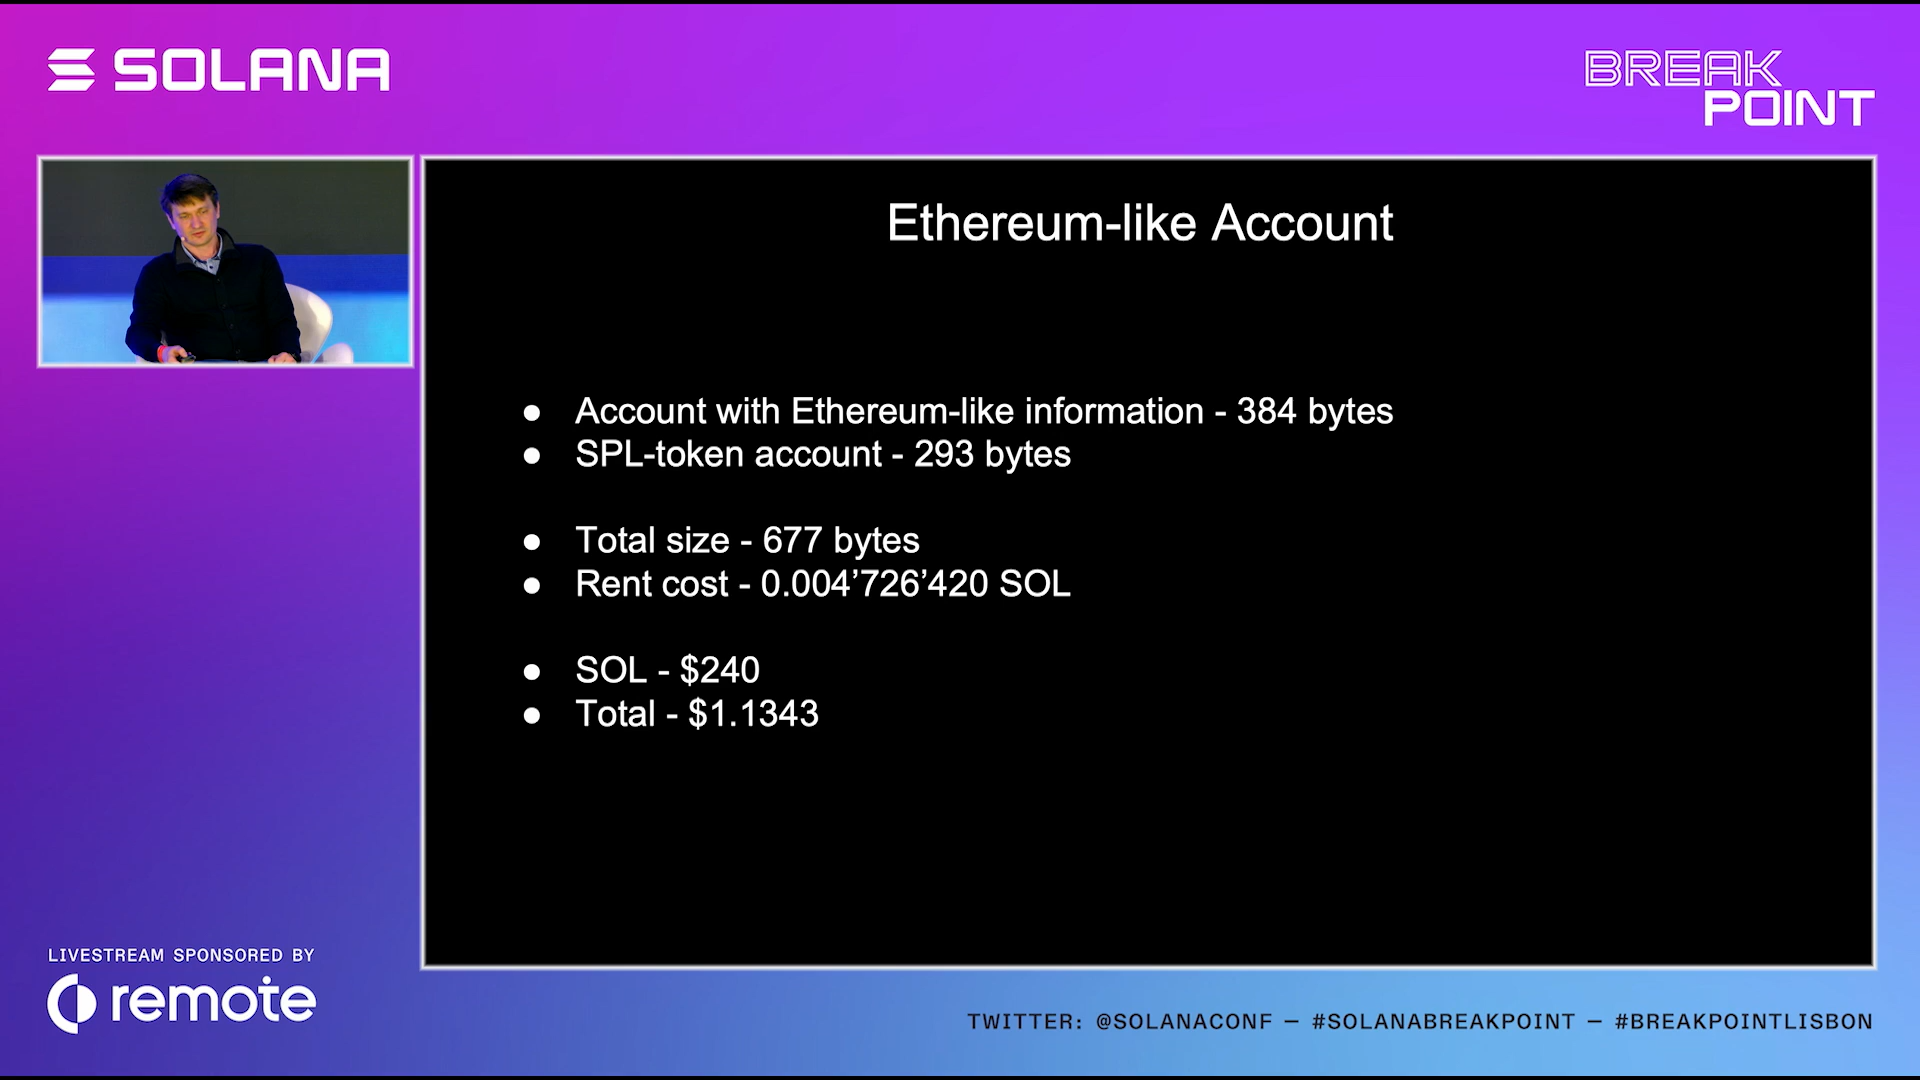 SOLANA
BREAK
POINT
Ethereum-like Account
● Account with Ethereum-like information - 384 bytes
● SPL-token account - 293 bytes
● Total size - 677 bytes
● Rent cost - 0.004’726’420 SOL
● SOL - $240
● Total - $1.1343
LIVESTREAM SPONSORED BY
remote
TWITTER: @SOLANACONF — #SOLANABREAKPOINT — #BREAKPOINTLISBON